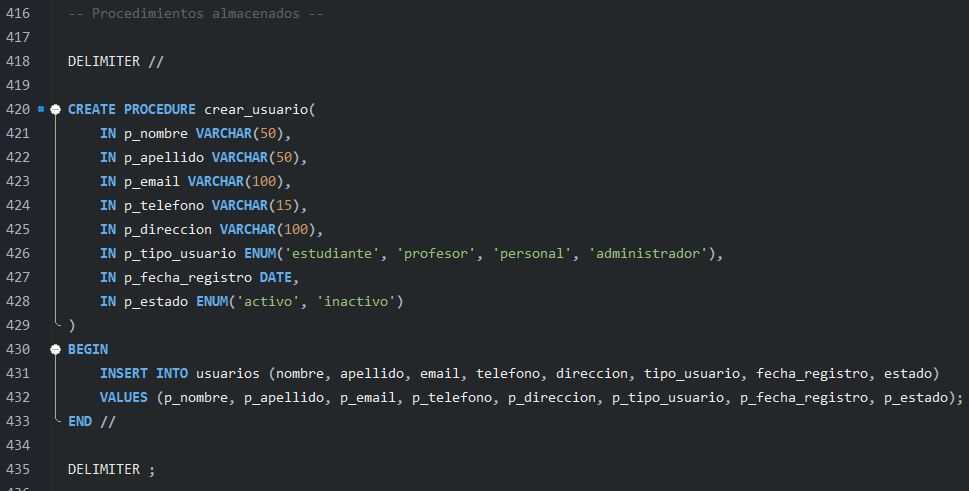 416 -- Procedimientos almacenados --
417
418 DELIMITER //
419
420 CREATE PROCEDURE crear_usuario(
421     IN p_nombre VARCHAR(50),
422     IN p_apellido VARCHAR(50),
423     IN p_email VARCHAR(100),
424     IN p_telefono VARCHAR(15),
425     IN p_direccion VARCHAR(100),
426     IN p_tipo_usuario ENUM('estudiante', 'profesor', 'personal', 'administrador'),
427     IN p_fecha_registro DATE,
428     IN p_estado ENUM('activo', 'inactivo')
429 )
430 BEGIN
431     INSERT INTO usuarios (nombre, apellido, email, telefono, direccion, tipo_usuario, fecha_registro, estado)
432     VALUES (p_nombre, p_apellido, p_email, p_telefono, p_direccion, p_tipo_usuario, p_fecha_registro, p_estado);
433 END //
434
435 DELIMITER ;